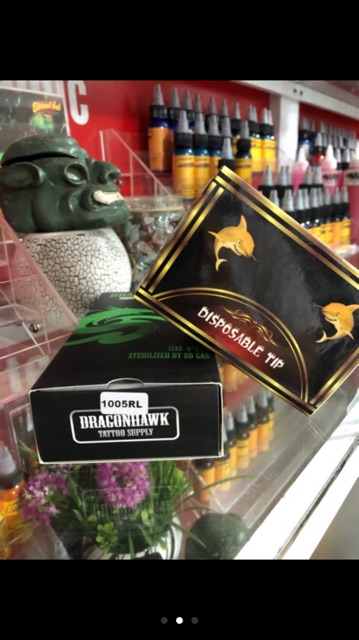 C
DISPOSABLE TIP
STERILIZED BY EO GAS
1005RL
DRAGONHAWK
TATTOO SUPPLY